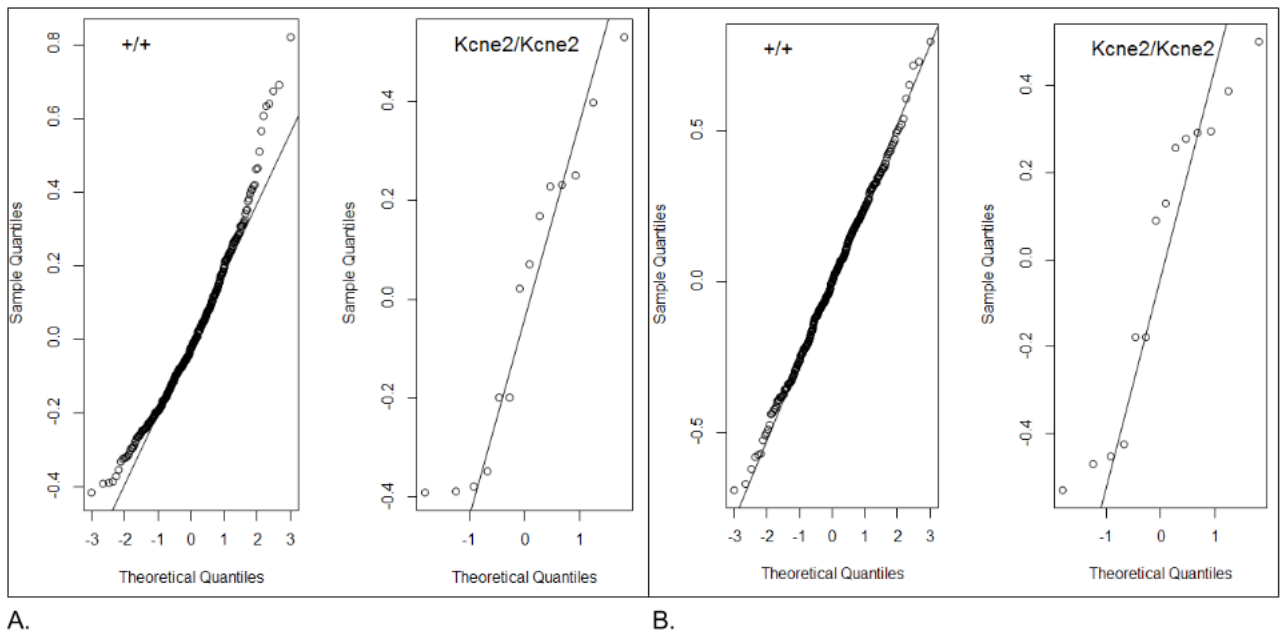 +/+
0.8
0.6
0.4
0.2
0.0
-0.2
-0.4
Sample Quantiles
-3 -2 -1 0 1 2 3
Theoretical Quantiles
Kcne2/Kcne2
0.4
0.2
0.0
-0.2
-0.4
Sample Quantiles
-1 0 1
Theoretical Quantiles
+/+
0.5
0.0
-0.5
Sample Quantiles
-3 -2 -1 0 1 2 3
Theoretical Quantiles
Kcne2/Kcne2
0.4
0.2
0.0
-0.2
-0.4
Sample Quantiles
-1 0 1
Theoretical Quantiles
A.
B.